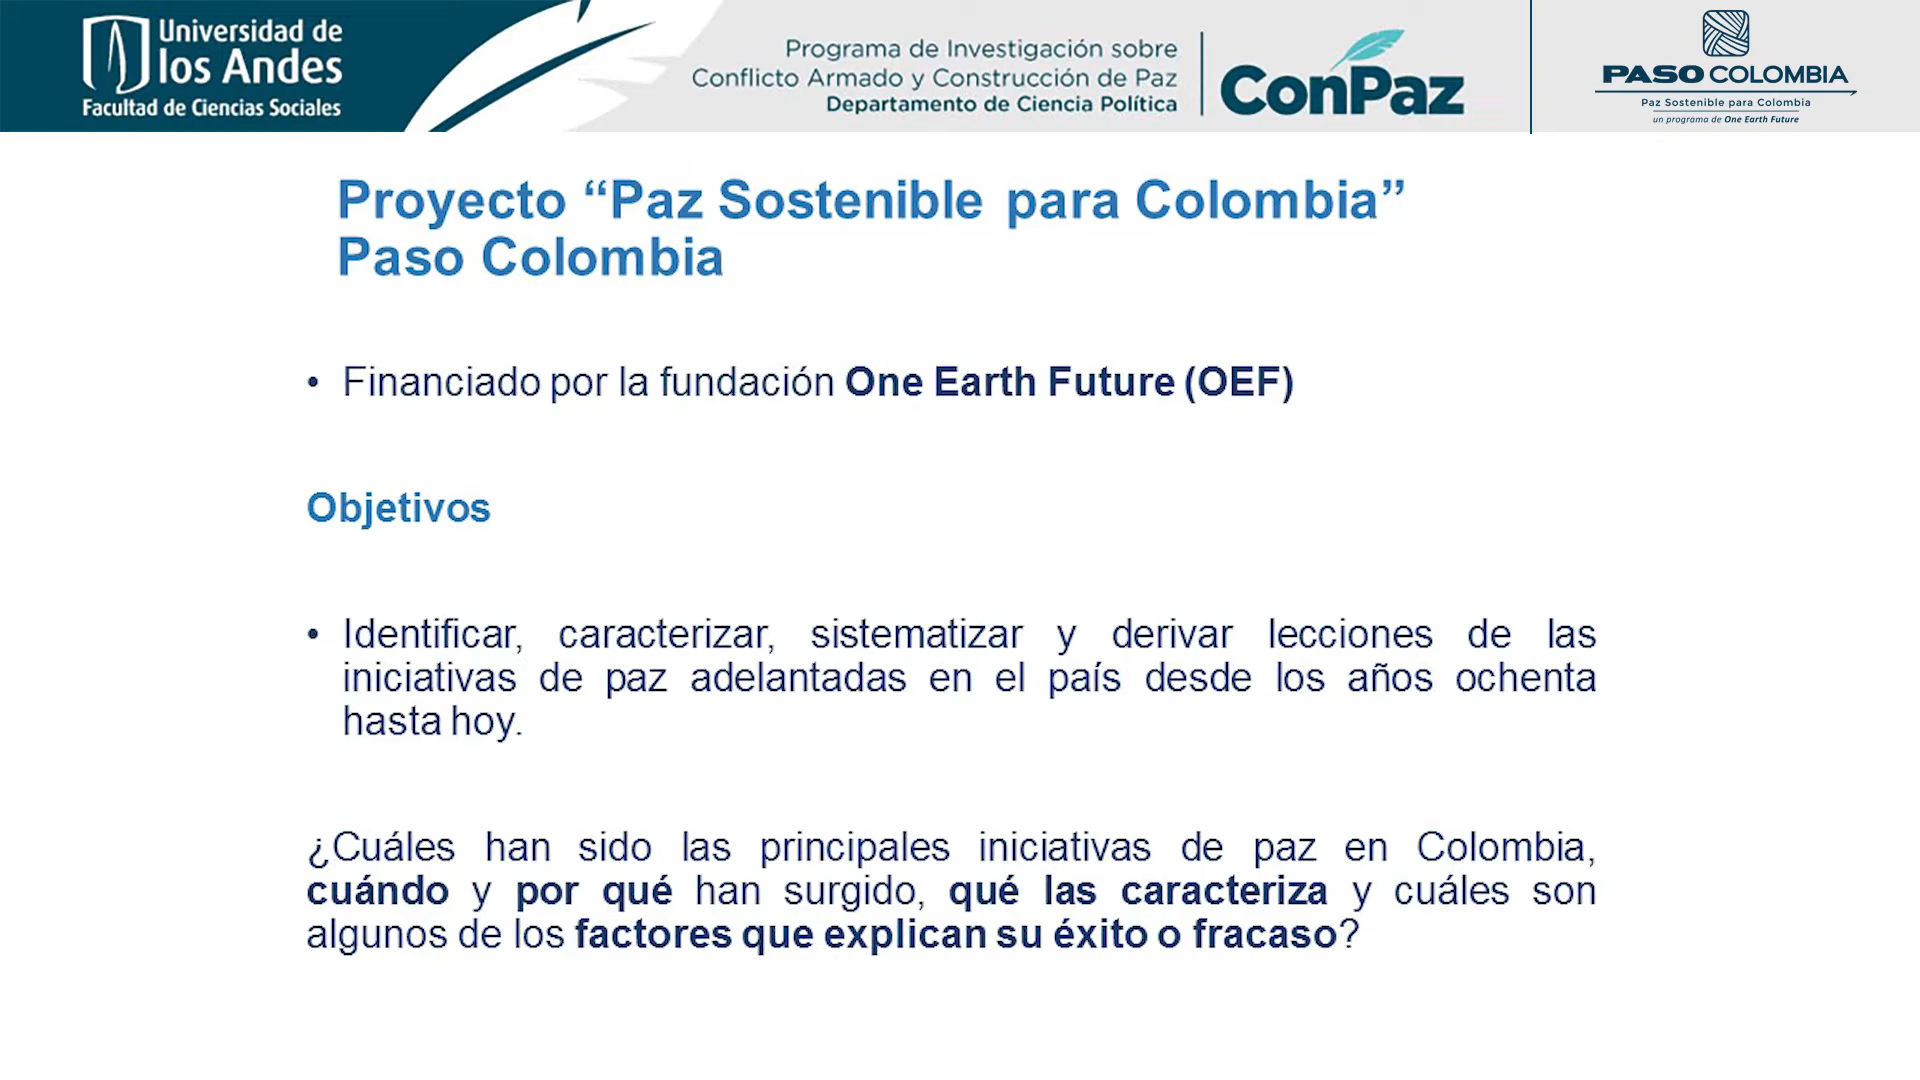 Universidad de
los Andes
Facultad de Ciencias Sociales
Programa de Investigación sobre
Conflicto Armado y Construcción de Paz
Departamento de Ciencia Política
ConPaz
PASO COLOMBIA
Paz Sostenible para Colombia
un programa de One Earth Future
Proyecto “Paz Sostenible para Colombia”
Paso Colombia
• Financiado por la fundación One Earth Future (OEF)
Objetivos
• Identificar, caracterizar, sistematizar y derivar lecciones de las
iniciativas de paz adelantadas en el país desde los años ochenta
hasta hoy.
¿Cuáles han sido las principales iniciativas de paz en Colombia,
cuándo y por qué han surgido, qué las caracteriza y cuáles son
algunos de los factores que explican su éxito o fracaso?